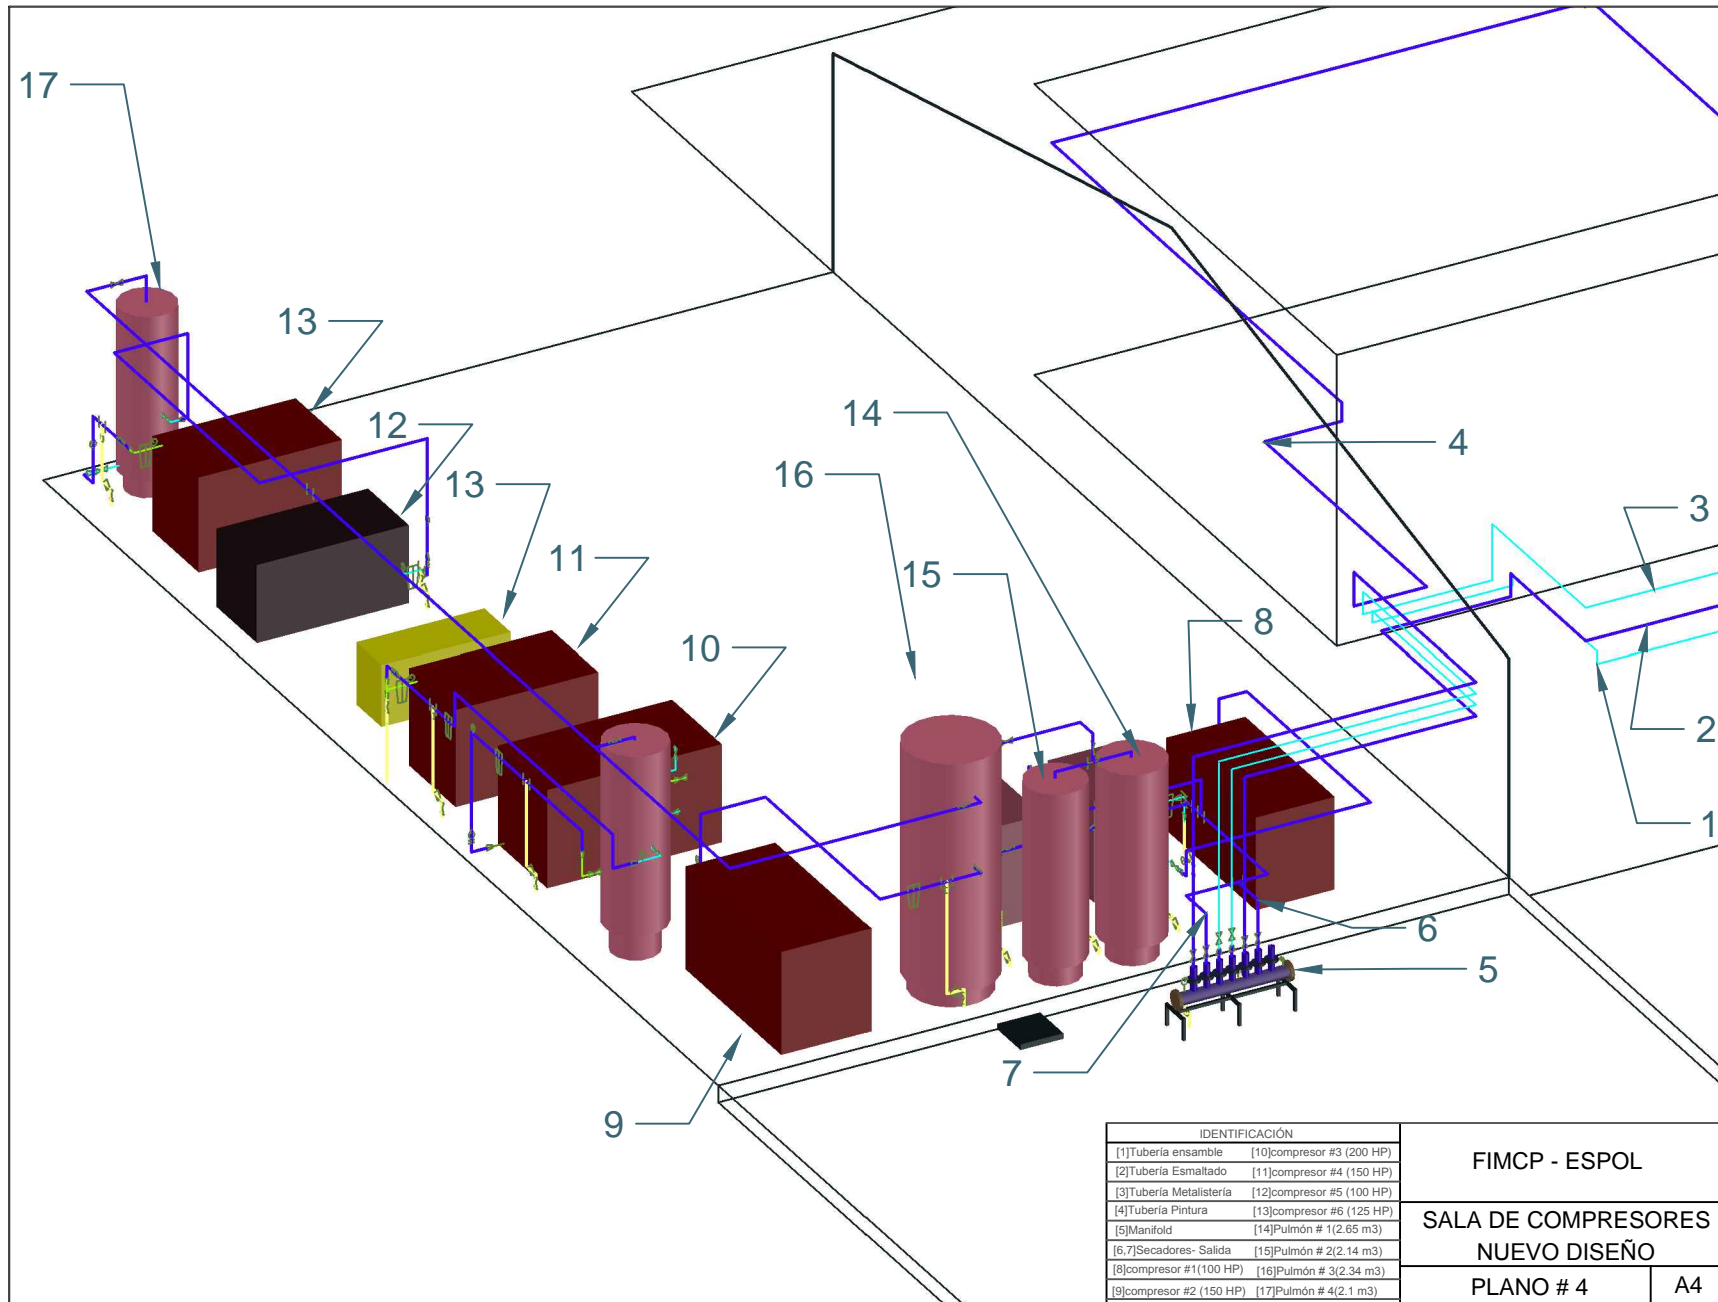 17
13
12
13
11
10
14
16
15
4
3
8
2
1
6
5
7
9
IDENTIFICACIÓN
[1]Tubería ensamble [10]compresor #3 (200 HP)
[2]Tubería Esmaltado [11]compresor #4 (150 HP)
[3]Tubería Metalistería [12]compresor #5 (100 HP)
[4]Tubería Pintura [13]compresor #6 (125 HP)
[5]Manifold [14]Pulmón # 1(2.65 m3)
[6,7]Secadores- Salida [15]Pulmón # 2(2.14 m3)
[8]compresor #1(100 HP) [16]Pulmón # 3(2.34 m3)
[9]compresor #2 (150 HP) [17]Pulmón # 4(2.1 m3)
FIMCP - ESPOL
SALA DE COMPRESORES
NUEVO DISEÑO
PLANO # 4 A4